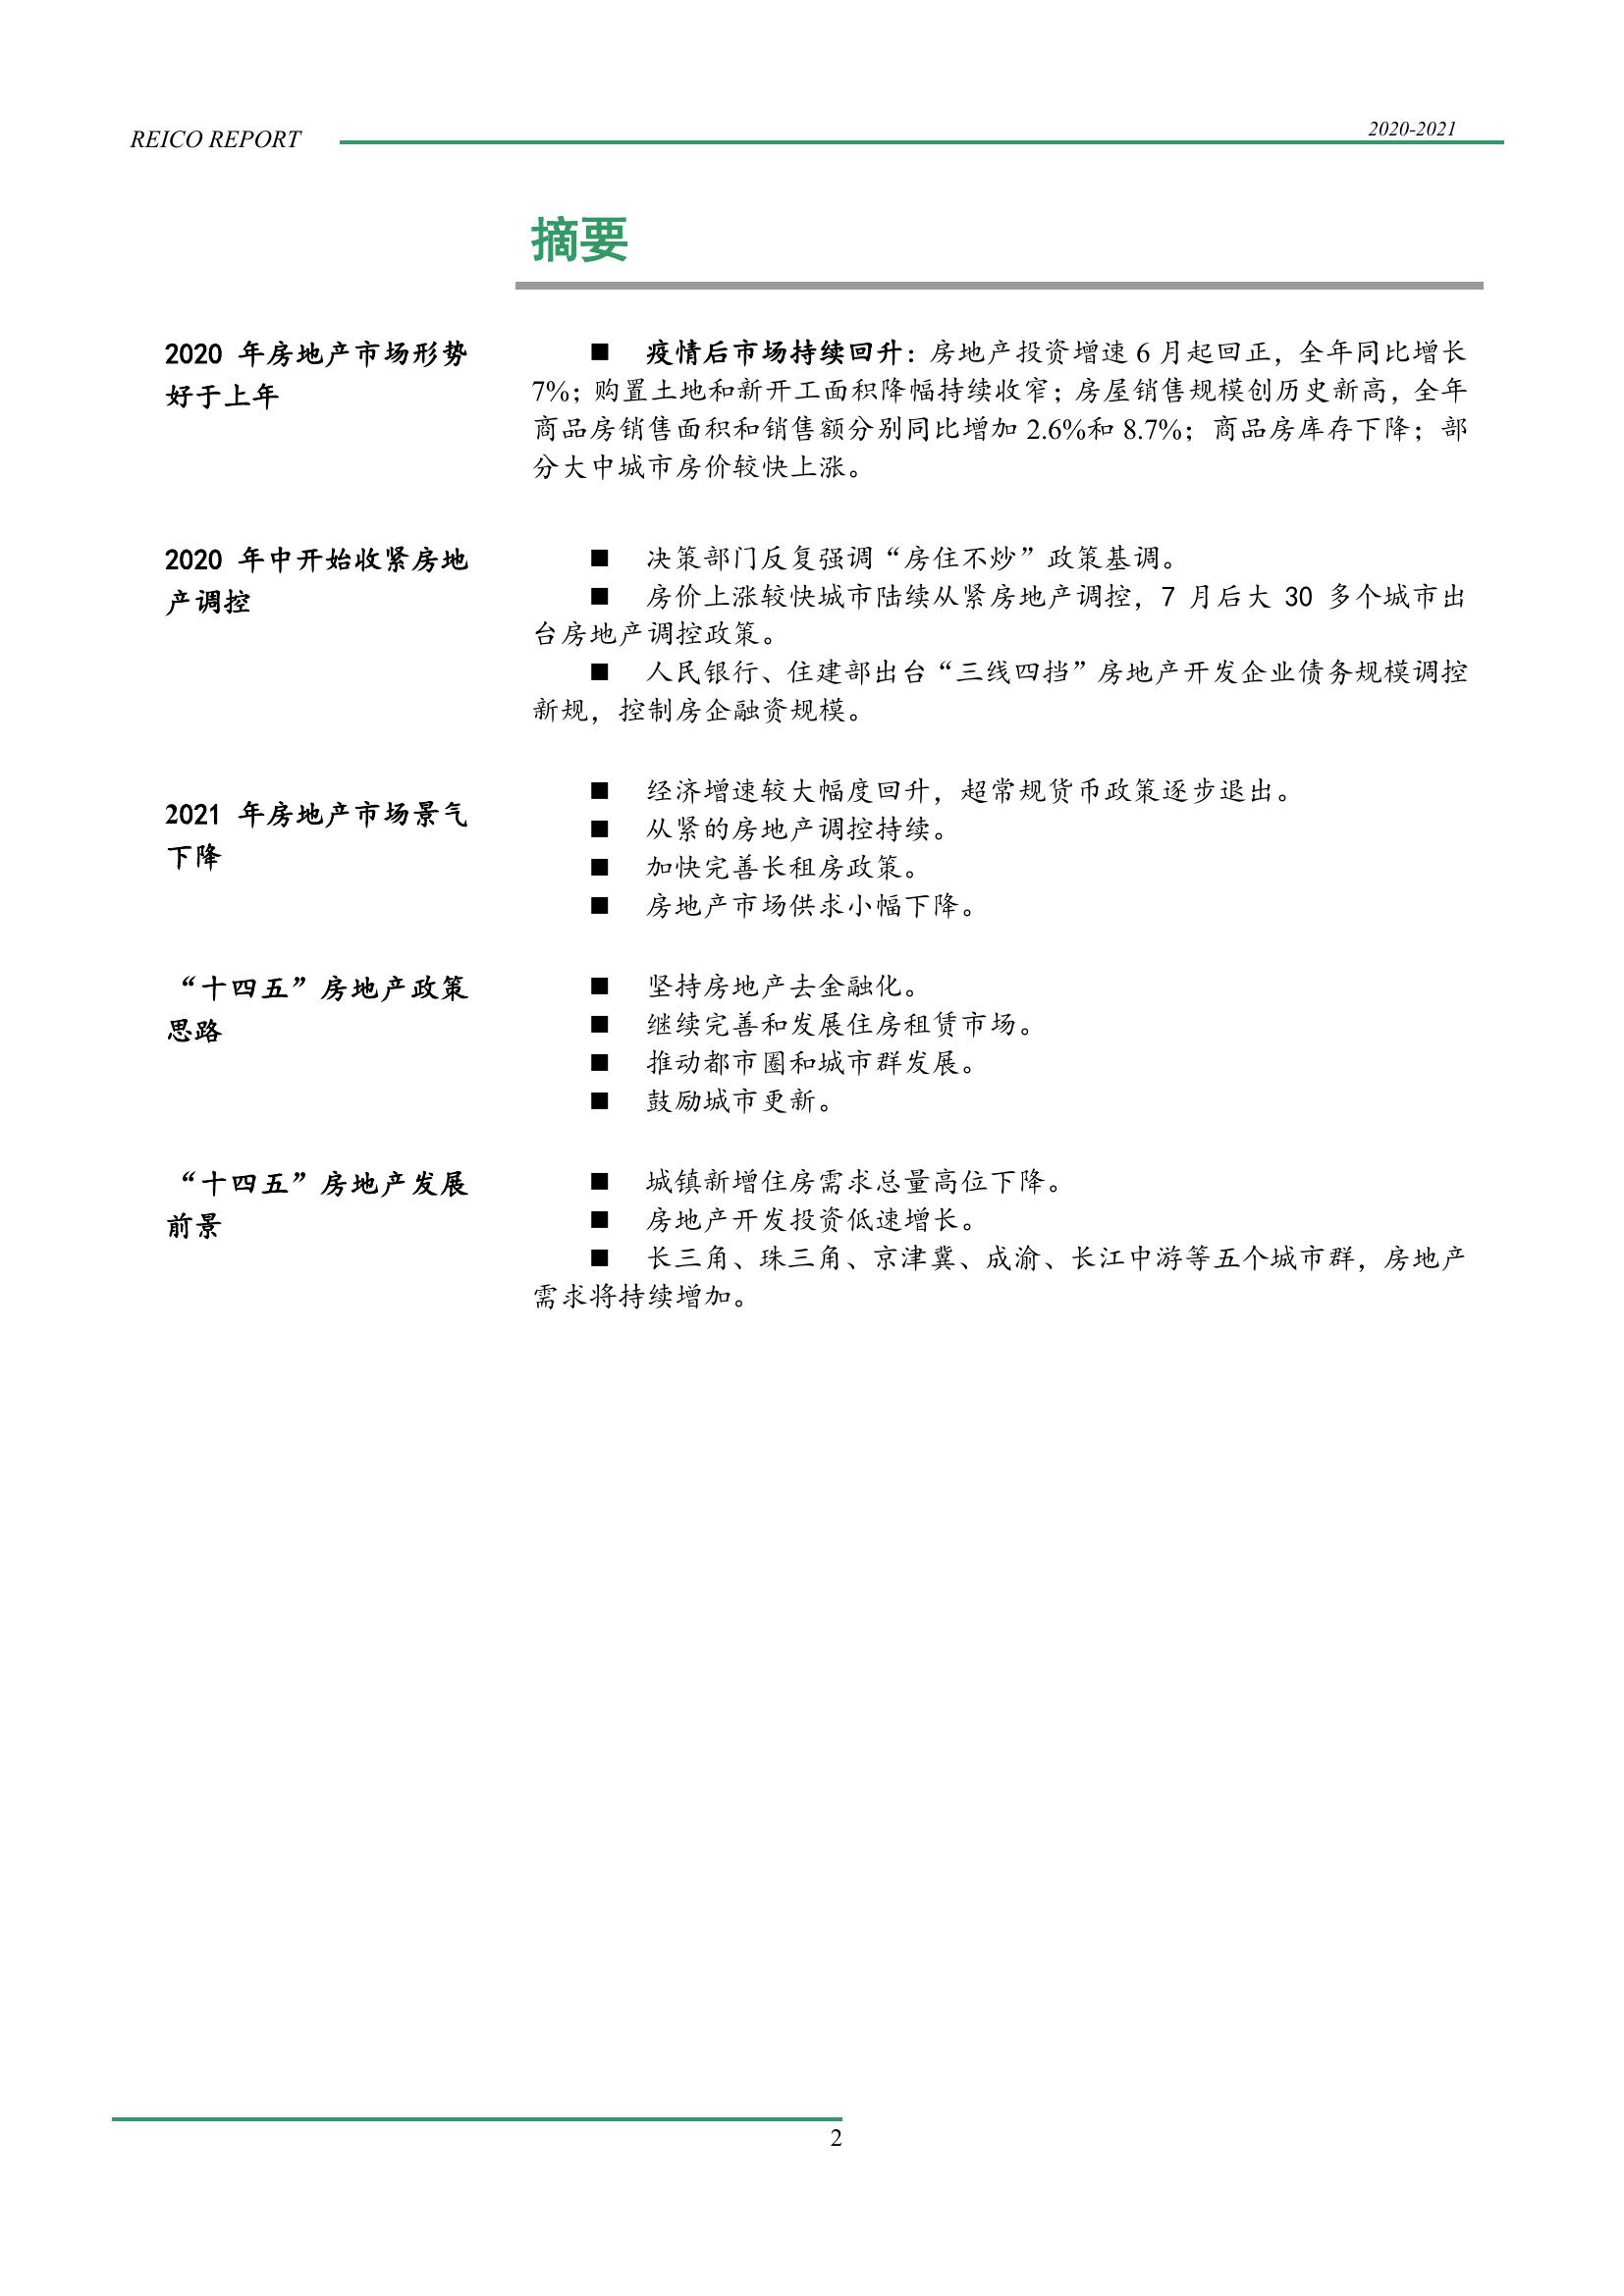 REICO REPORT
2020-2021
摘要
2020 年房地产市场形势
好于上年
■ 疫情后市场持续回升：房地产投资增速 6 月起回正，全年同比增长
7%；购置土地和新开工面积降幅持续收窄；房屋销售规模创历史新高，全年
商品房销售面积和销售额分别同比增加 2.6%和 8.7%；商品房库存下降；部
分大中城市房价较快上涨。
2020 年中开始收紧房地
产调控
■ 决策部门反复强调“房住不炒”政策基调。
■ 房价上涨较快城市陆续从紧房地产调控，7 月后大 30 多个城市出
台房地产调控政策。
■ 人民银行、住建部出台“三线四挡”房地产开发企业债务规模调控
新规，控制房企融资规模。
2021 年房地产市场景气
下降
■ 经济增速较大幅度回升，超常规货币政策逐步退出。
■ 从紧的房地产调控持续。
■ 加快完善长租房政策。
■ 房地产市场供求小幅下降。
“十四五”房地产政策
思路
■ 坚持房地产去金融化。
■ 继续完善和发展住房租赁市场。
■ 推动都市圈和城市群发展。
■ 鼓励城市更新。
“十四五”房地产发展
前景
■ 城镇新增住房需求总量高位下降。
■ 房地产开发投资低速增长。
■ 长三角、珠三角、京津冀、成渝、长江中游等五个城市群，房地产
需求将持续增加。
2